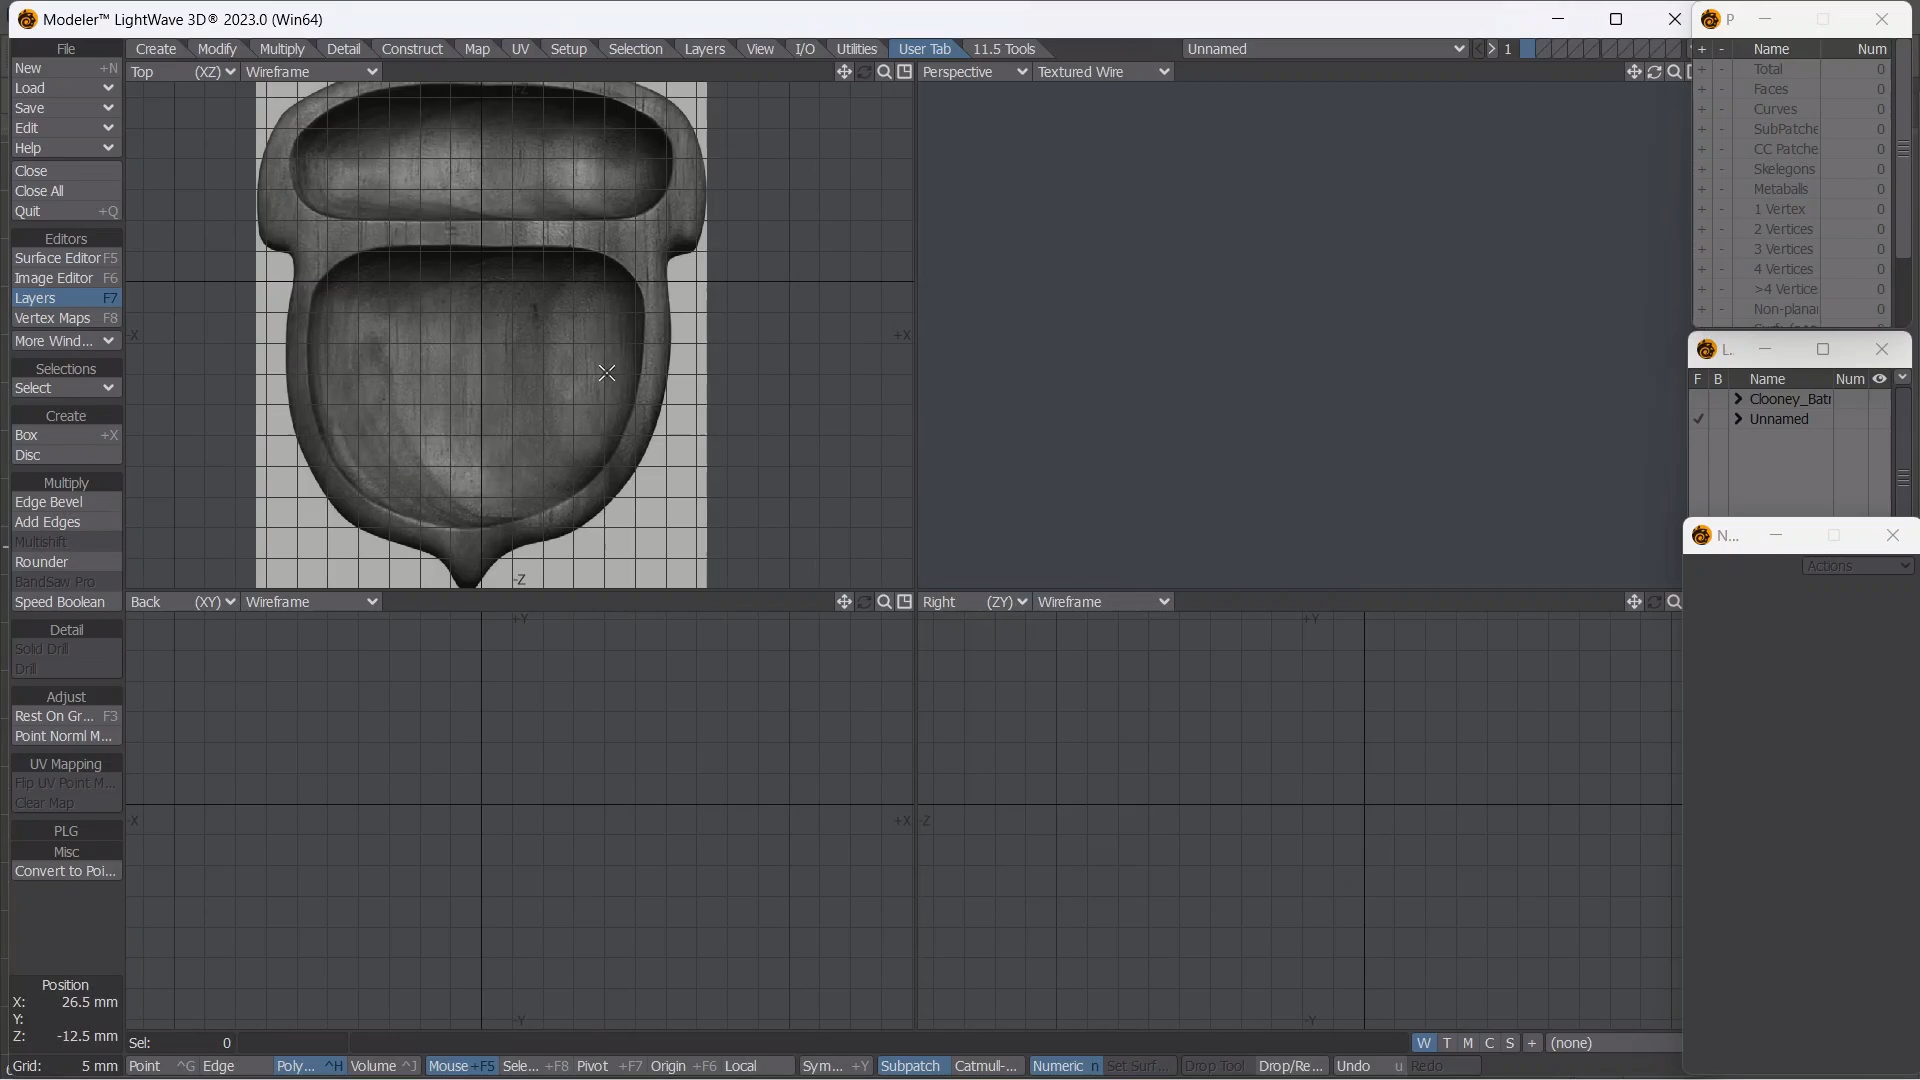 Modeler™ LightWave 3D® 2023.0 (Win64)
P
File
Create Modify Multiply Detail Construct Map UV Setup Selection Layers View I/O Utilities User Tab 11.5 Tools
Unnamed
1
+ - Name Num
New +N
Load
Save
Edit
Help
Close
Close All
Quit +Q
Editors
Surface Editor F5
Image Editor F6
Layers F7
Vertex Maps F8
More Wind...
Selections
Select
Create
Box +X
Disc
Multiply
Edge Bevel
Add Edges
Multishift
Rounder
BandSaw Pro
Speed Boolean
Detail
Solid Drill
Drill
Adjust
Rest On Gr... F3
Point Norml M...
UV Mapping
Flip UV Point M...
Clear Map
PLG
Misc
Convert to Poi...
Position
X: 26.5 mm
Y:
Z: -12.5 mm
Grid: 5 mm
Top (XZ) Wireframe
+Z
-X
+X
-Z
Perspective Textured Wire
Back (XY) Wireframe
+Y
-X
+X
-Y
Right (ZY) Wireframe
+Y
-Z
-Y
+ - Total 0
+ - Faces 0
+ - Curves 0
+ - SubPatche 0
+ - CC Patche 0
+ - Skelegons 0
+ - Metaballs 0
+ - 1 Vertex 0
+ - 2 Vertices 0
+ - 3 Vertices 0
+ - 4 Vertices 0
+ - >4 Vertice 0
+ - Non-plana 0
L.
F B Name Num
Clooney_Bat
Unnamed
N...
Actions
Sel: 0
W T M C S + (none)
Point ^G Edge Poly... ^H Volume ^J Mouse +F5 Sele... +F8 Pivot +F7 Origin +F6 Local Sym... +Y Subpatch Catmull-... Numeric n Set Surf... Drop Tool Drop/Re... Undo u Redo